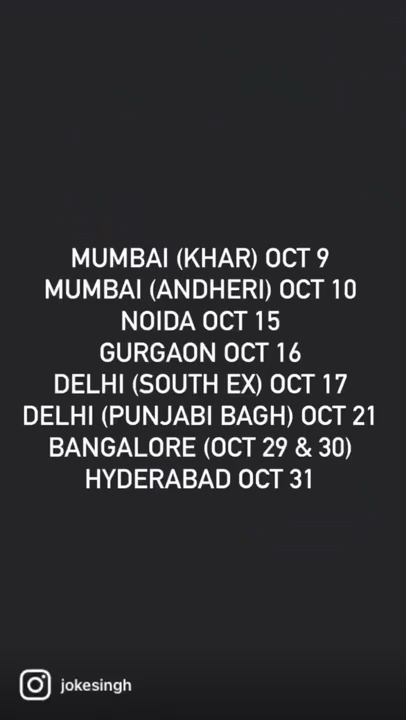 MUMBAI (KHAR) OCT 9
MUMBAI (ANDHERI) OCT 10
NOIDA OCT 15
GURGAON OCT 16
DELHI (SOUTH EX) OCT 17
DELHI (PUNJABI BAGH) OCT 21
BANGALORE (OCT 29 & 30)
HYDERABAD OCT 31
jokesingh